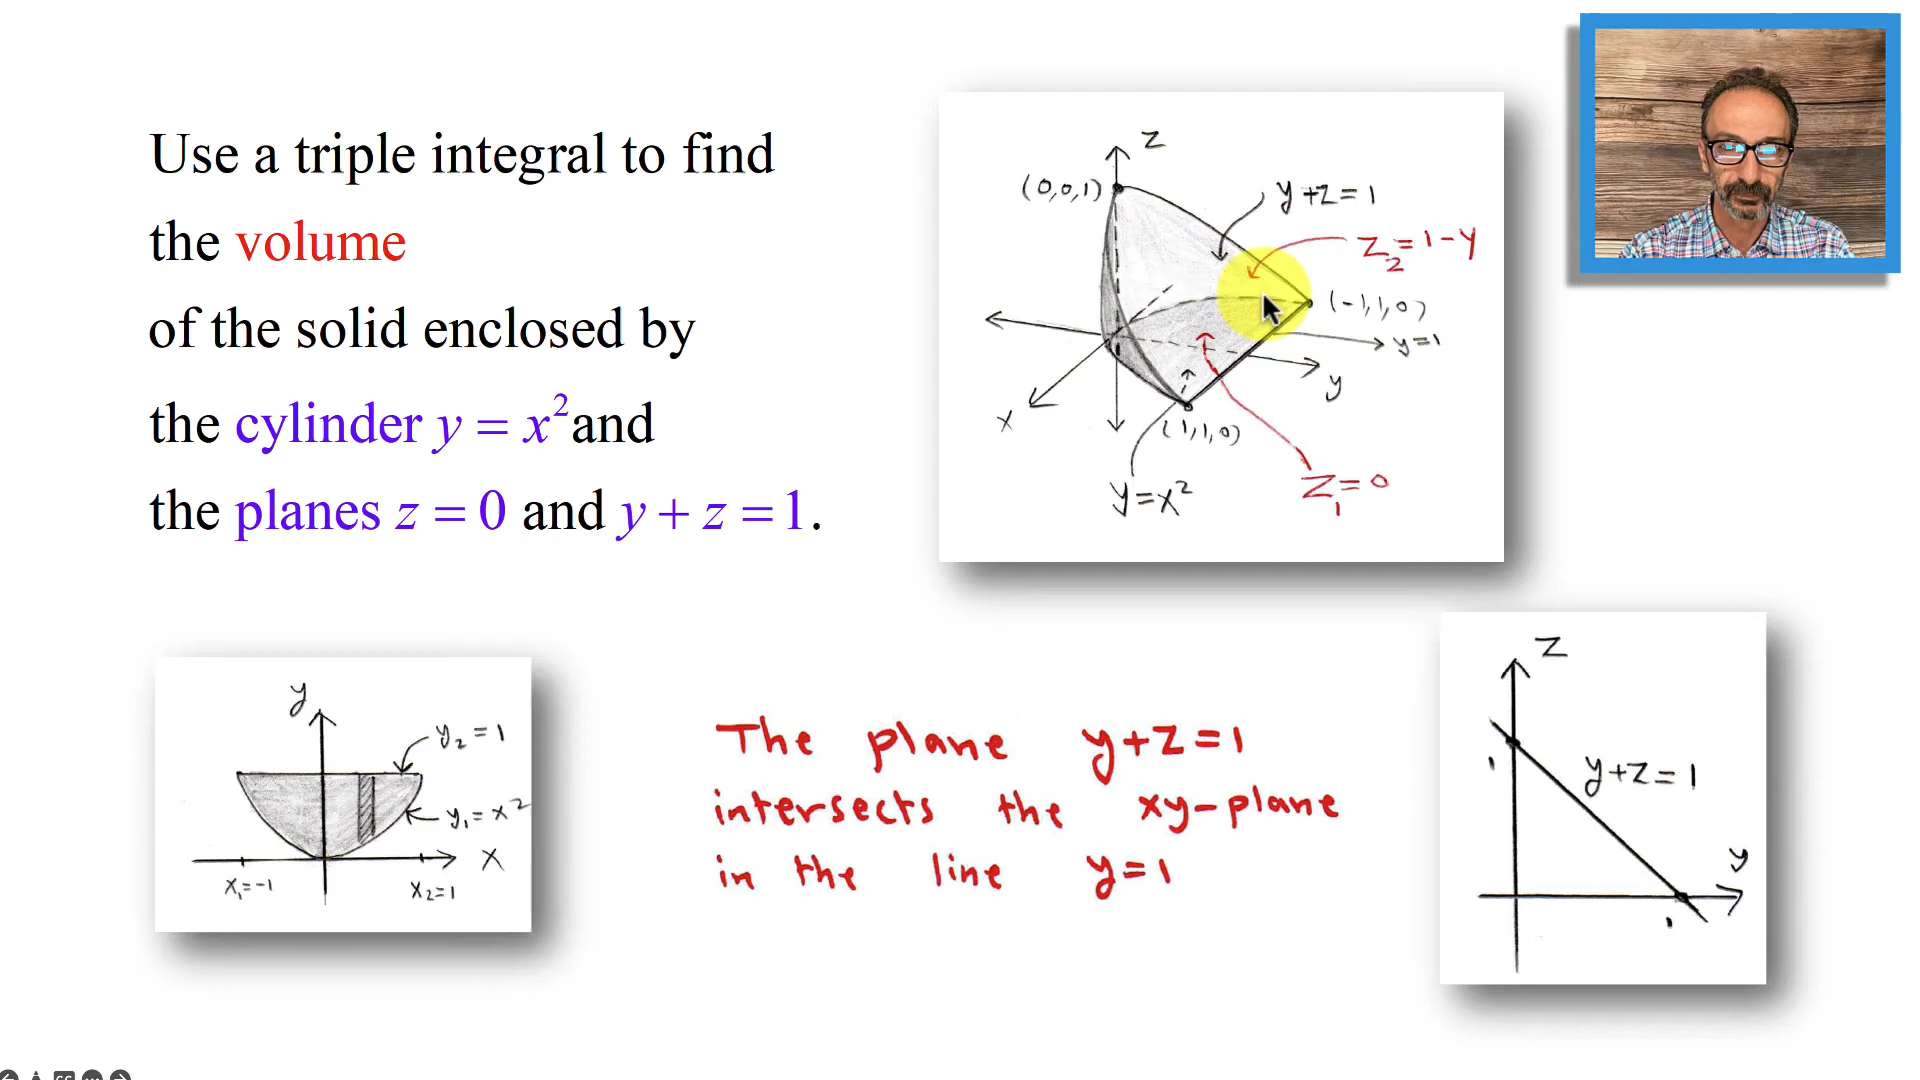 Use a triple integral to find
the volume
of the solid enclosed by
the cylinder y = x² and
the planes z = 0 and y + z = 1.
z
(0,0,1)
y+z=1
z₂=1-y
(-1,1,0)
y=1
y
x
(1,1,0)
y=x²
z₁=0
y
y₂=1
y₁=x²
x
x₁=-1
x₂=1
The plane y+z=1
intersects the xy-plane
in the line y=1
z
1
y+z=1
y
1
CC